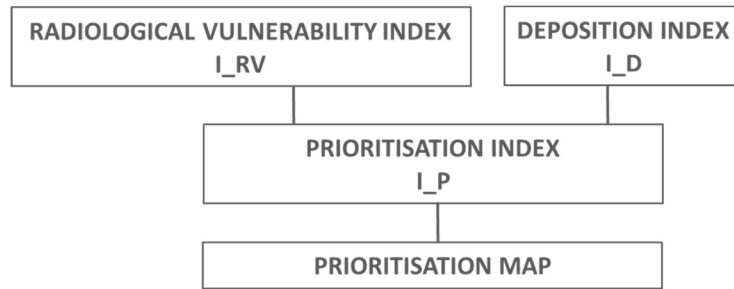 RADIOLOGICAL VULNERABILITY INDEX
I_RV
DEPOSITION INDEX
I_D
PRIORITISATION INDEX
I_P
PRIORITISATION MAP